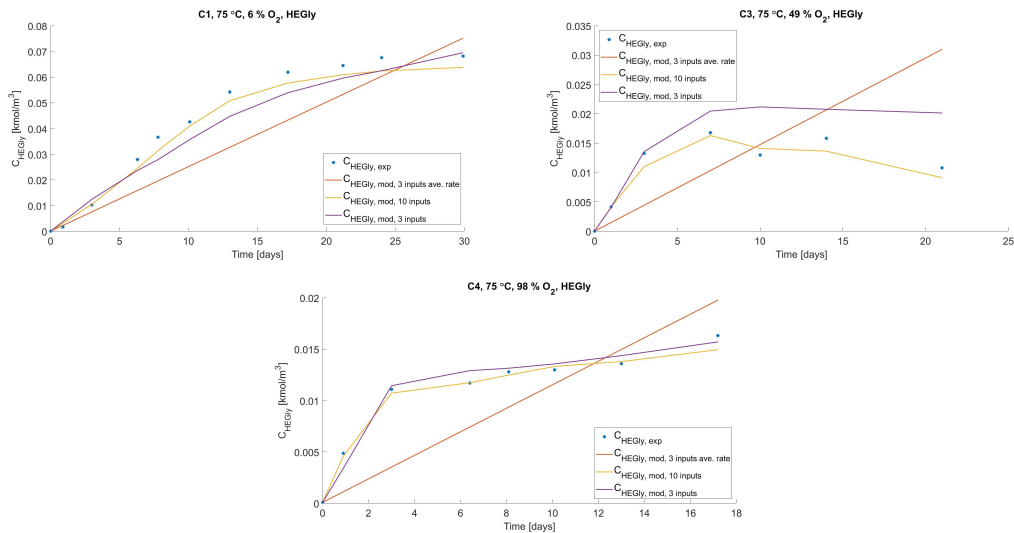 C1, 75 °C, 6 % O2, HEGly
0.08
0.07
0.06
0.05
0.04
0.03
0.02
0.01
0
CHEGly [kmol/m3]
0 5 10 15 20 25 30
Time [days]
CHEGly, exp
CHEGly, mod, 3 inputs ave. rate
CHEGly, mod, 10 inputs
CHEGly, mod, 3 inputs
C3, 75 °C, 49 % O2, HEGly
0.035
0.03
0.025
0.02
0.015
0.01
0.005
0
CHEGly [kmol/m3]
0 5 10 15 20 25
Time [days]
CHEGly, exp
CHEGly, mod, 3 inputs ave. rate
CHEGly, mod, 10 inputs
CHEGly, mod, 3 inputs
C4, 75 °C, 98 % O2, HEGly
0.02
0.015
0.01
0.005
0
CHEGly [kmol/m3]
0 2 4 6 8 10 12 14 16 18
Time [days]
CHEGly, exp
CHEGly, mod, 3 inputs ave. rate
CHEGly, mod, 10 inputs
CHEGly, mod, 3 inputs